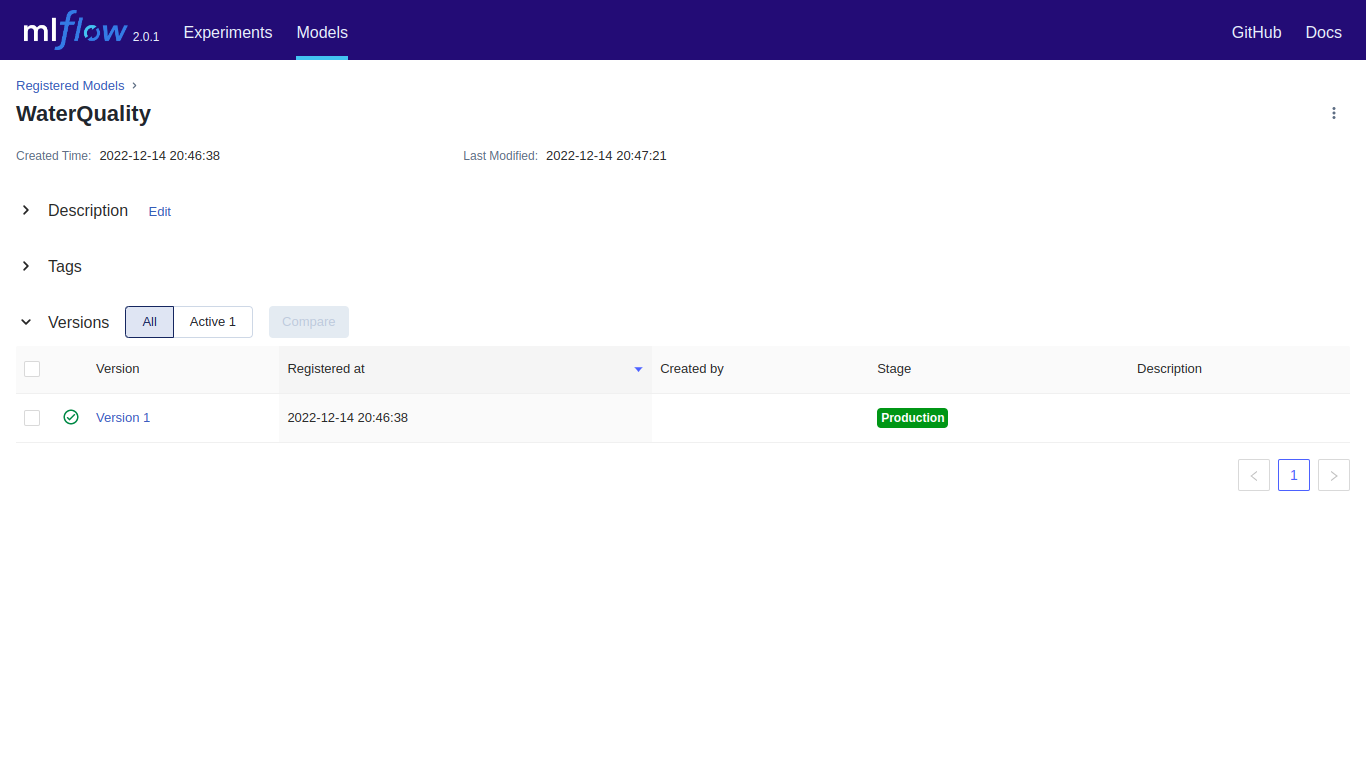 mlflow 2.0.1 Experiments Models GitHub Docs
Registered Models ›
WaterQuality
Created Time: 2022-12-14 20:46:38 Last Modified: 2022-12-14 20:47:21
Description Edit
Tags
Versions All Active 1 Compare
Version Registered at Created by Stage Description
Version 1 2022-12-14 20:46:38 Production
1